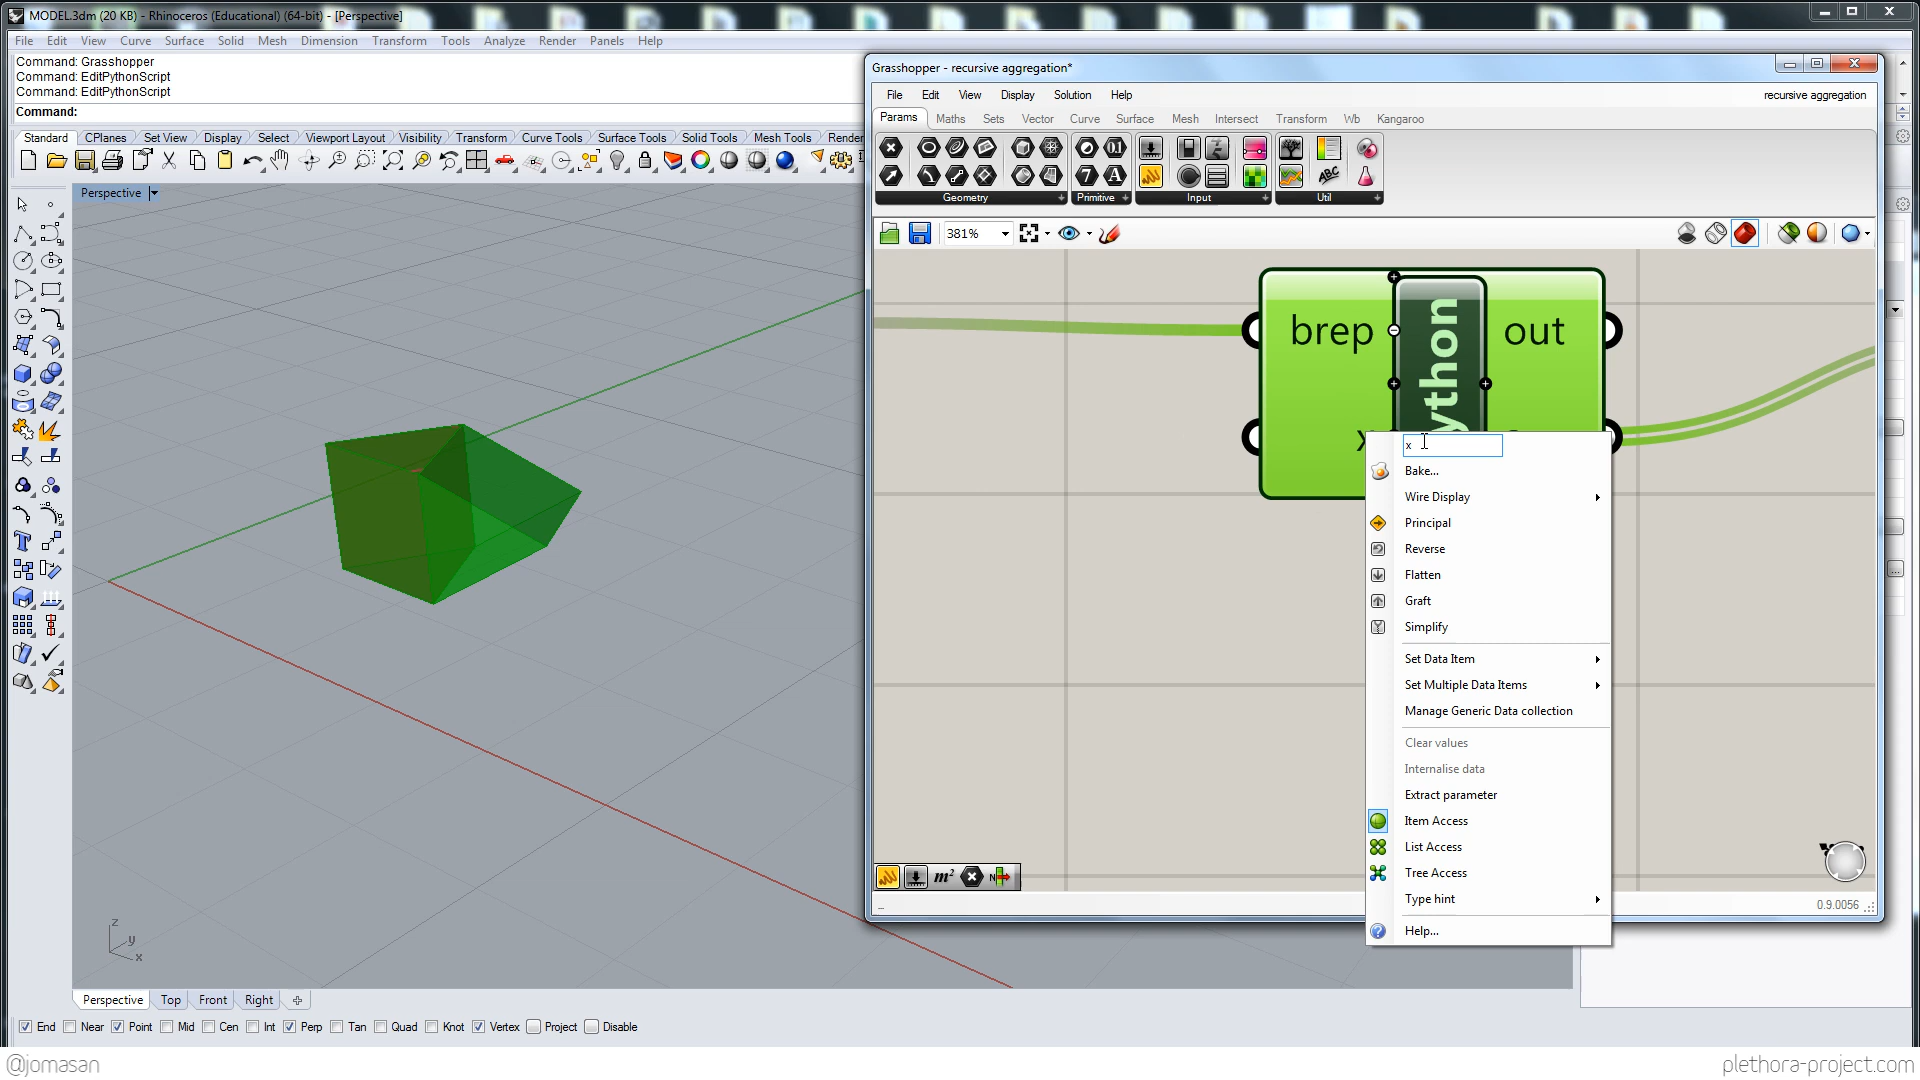 MODEL.3dm (20 KB) - Rhinoceros (Educational) (64-bit) - [Perspective]
File Edit View Curve Surface Solid Mesh Dimension Transform Tools Analyze Render Panels Help
Command: Grasshopper
Command: EditPythonScript
Command: EditPythonScript
Command:
Standard CPlanes Set View Display Select Viewport Layout Visibility Transform Curve Tools Surface Tools Solid Tools Mesh Tools Render
Perspective
Grasshopper - recursive aggregation*
File Edit View Display Solution Help
recursive aggregation
Params Maths Sets Vector Curve Surface Mesh Intersect Transform Wb Kangaroo
Geometry Primitive Input Util
381%
brep
ython
out
x
x
Bake...
Wire Display
Principal
Reverse
Flatten
Graft
Simplify
Set Data Item
Set Multiple Data Items
Manage Generic Data collection
Clear values
Internalise data
Extract parameter
Item Access
List Access
Tree Access
Type hint
Help...
m²
0.9.0056
z
y
x
Perspective Top Front Right
End Near Point Mid Cen Int Perp Tan Quad Knot Vertex Project Disable
@jomasan
plethora-project.com